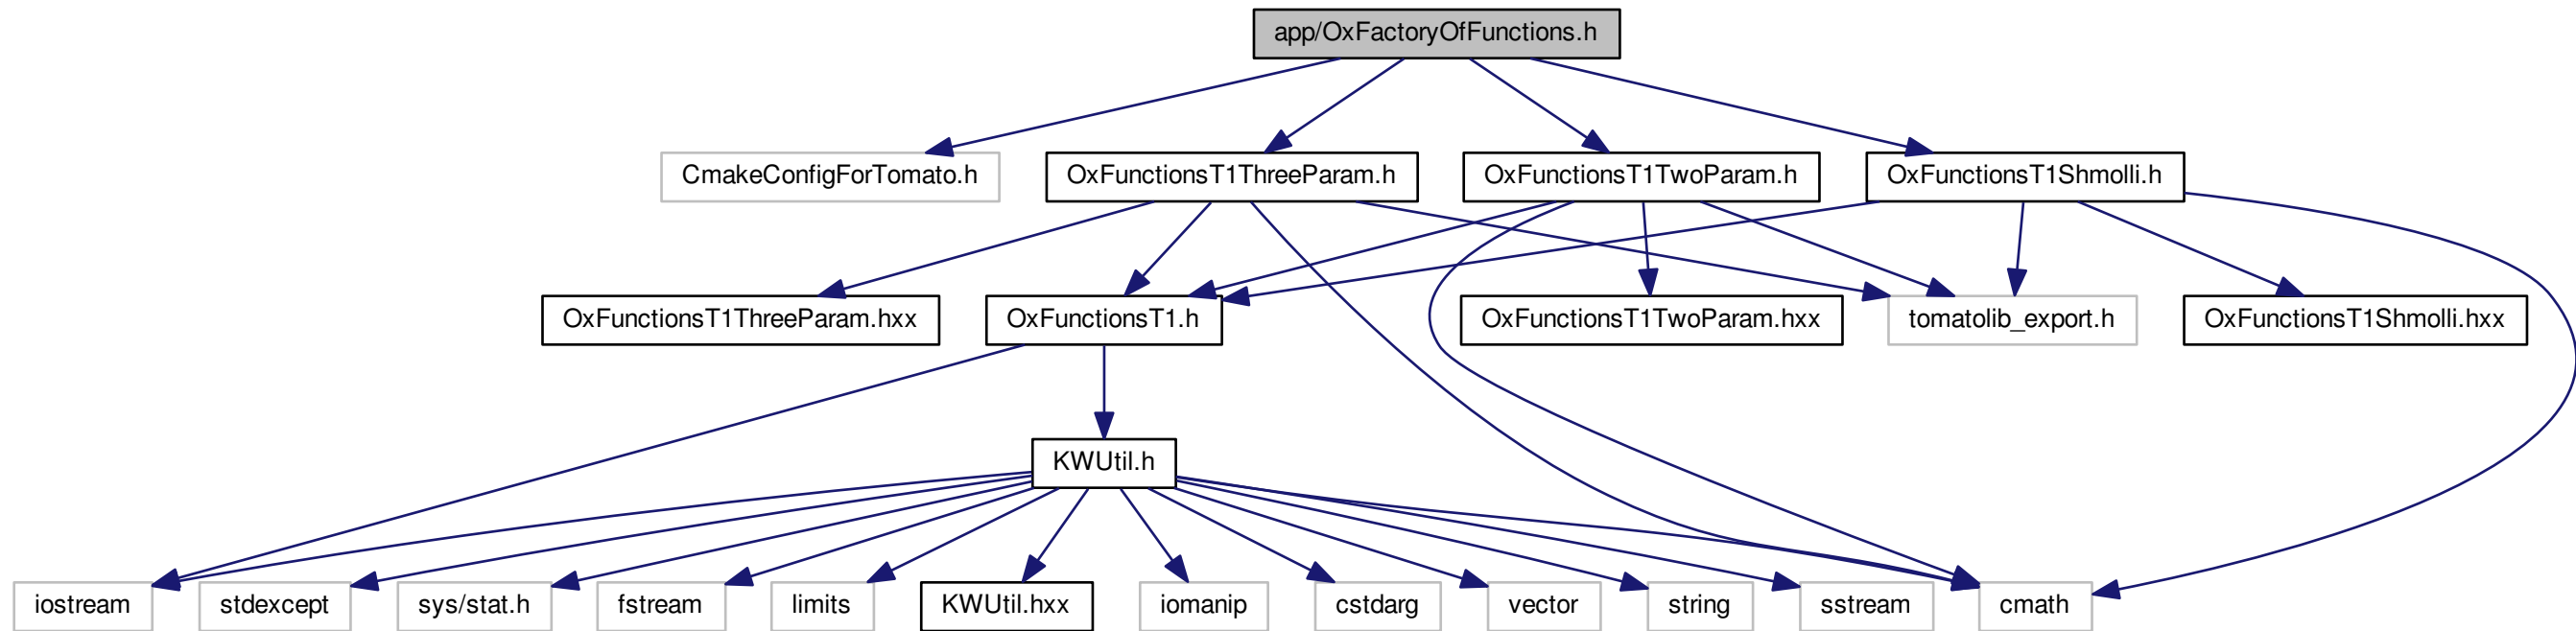 app/OxFactoryOfFunctions.h
CmakeConfigForTomato.h
OxFunctionsT1ThreeParam.h
OxFunctionsT1TwoParam.h
OxFunctionsT1Shmolli.h
OxFunctionsT1ThreeParam.hxx
OxFunctionsT1.h
OxFunctionsT1TwoParam.hxx
tomatolib_export.h
OxFunctionsT1Shmolli.hxx
KWUtil.h
iostream
stdexcept
sys/stat.h
fstream
limits
KWUtil.hxx
iomanip
cstdarg
vector
string
sstream
cmath